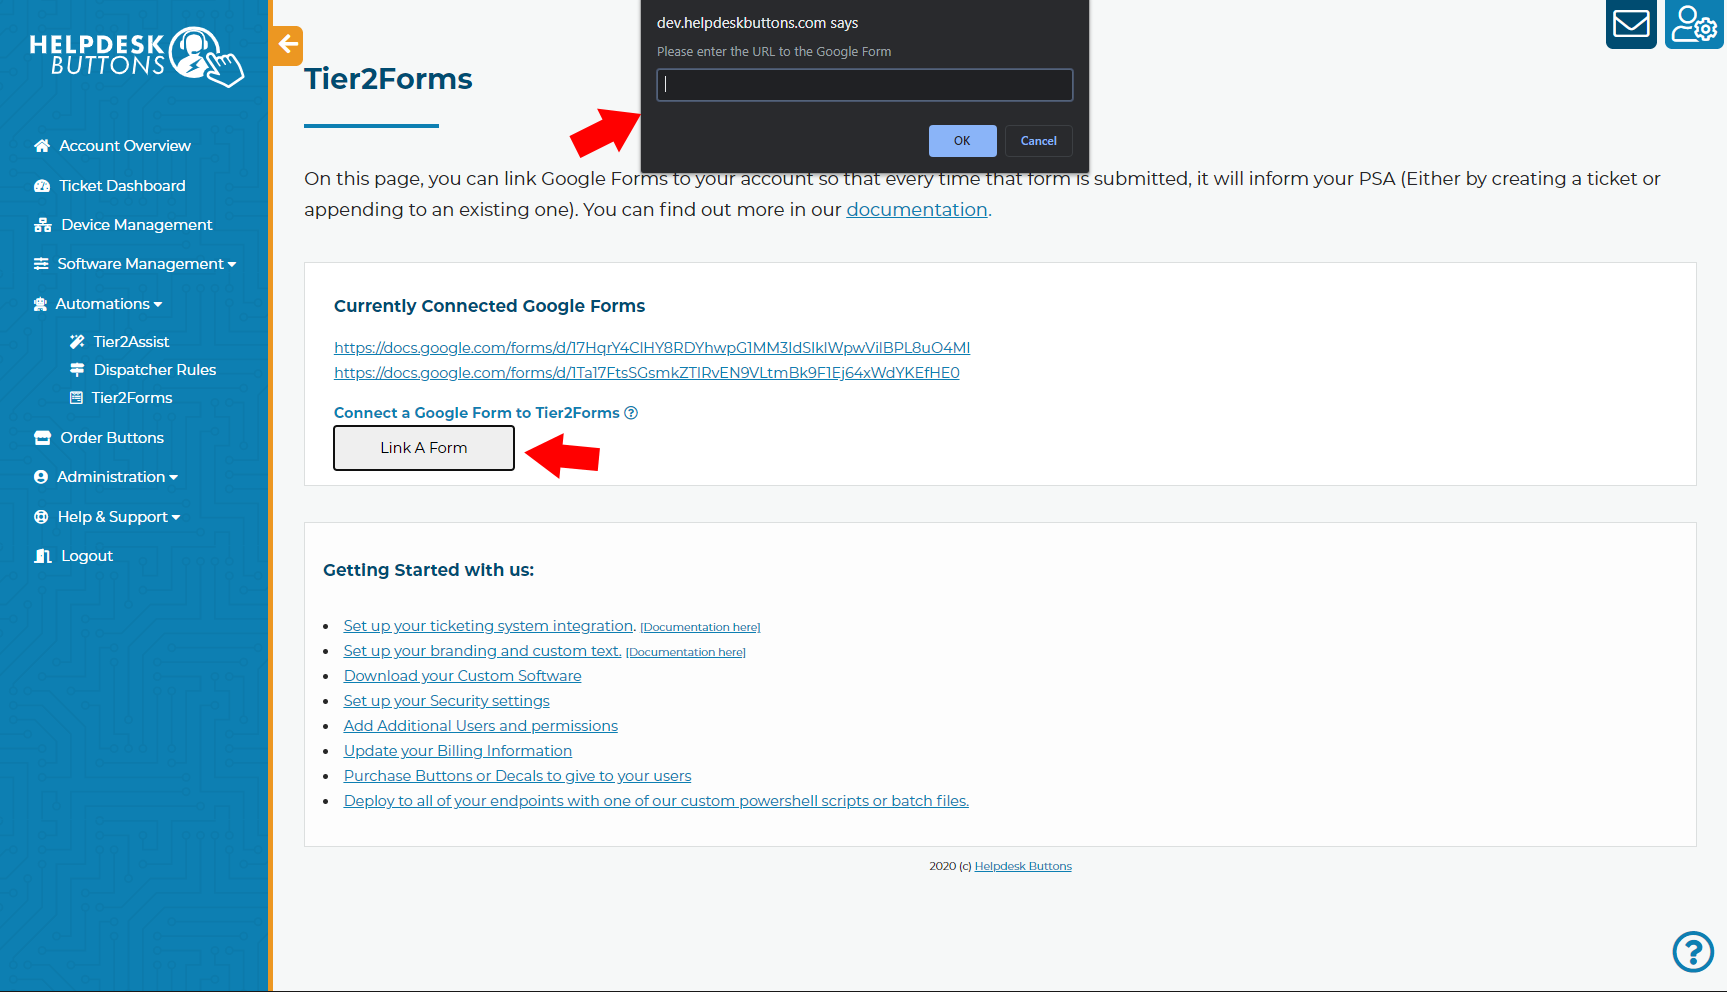 HELPDESK
BUTTONS
Account Overview
Ticket Dashboard
Device Management
Software Management
Automations
Tier2Assist
Dispatcher Rules
Tier2Forms
Order Buttons
Administration
Help & Support
Logout
dev.helpdeskbuttons.com says
Please enter the URL to the Google Form
OK
Cancel
Tier2Forms
On this page, you can link Google Forms to your account so that every time that form is submitted, it will inform your PSA (Either by creating a ticket or
appending to an existing one). You can find out more in our documentation.
Currently Connected Google Forms
https://docs.google.com/forms/d/17HqrY4ClHY8RDYhwpG1MM3IdSIklWpwVilBPL8uO4MI
https://docs.google.com/forms/d/1Ta17FtsSGsmkZTlRvEN9VLtmBk9F1Ej64xWdYKEfHE0
Connect a Google Form to Tier2Forms
Link A Form
Getting Started with us:
Set up your ticketing system integration. [Documentation here]
Set up your branding and custom text. [Documentation here]
Download your Custom Software
Set up your Security settings
Add Additional Users and permissions
Update your Billing Information
Purchase Buttons or Decals to give to your users
Deploy to all of your endpoints with one of our custom powershell scripts or batch files.
2020 (c) Helpdesk Buttons